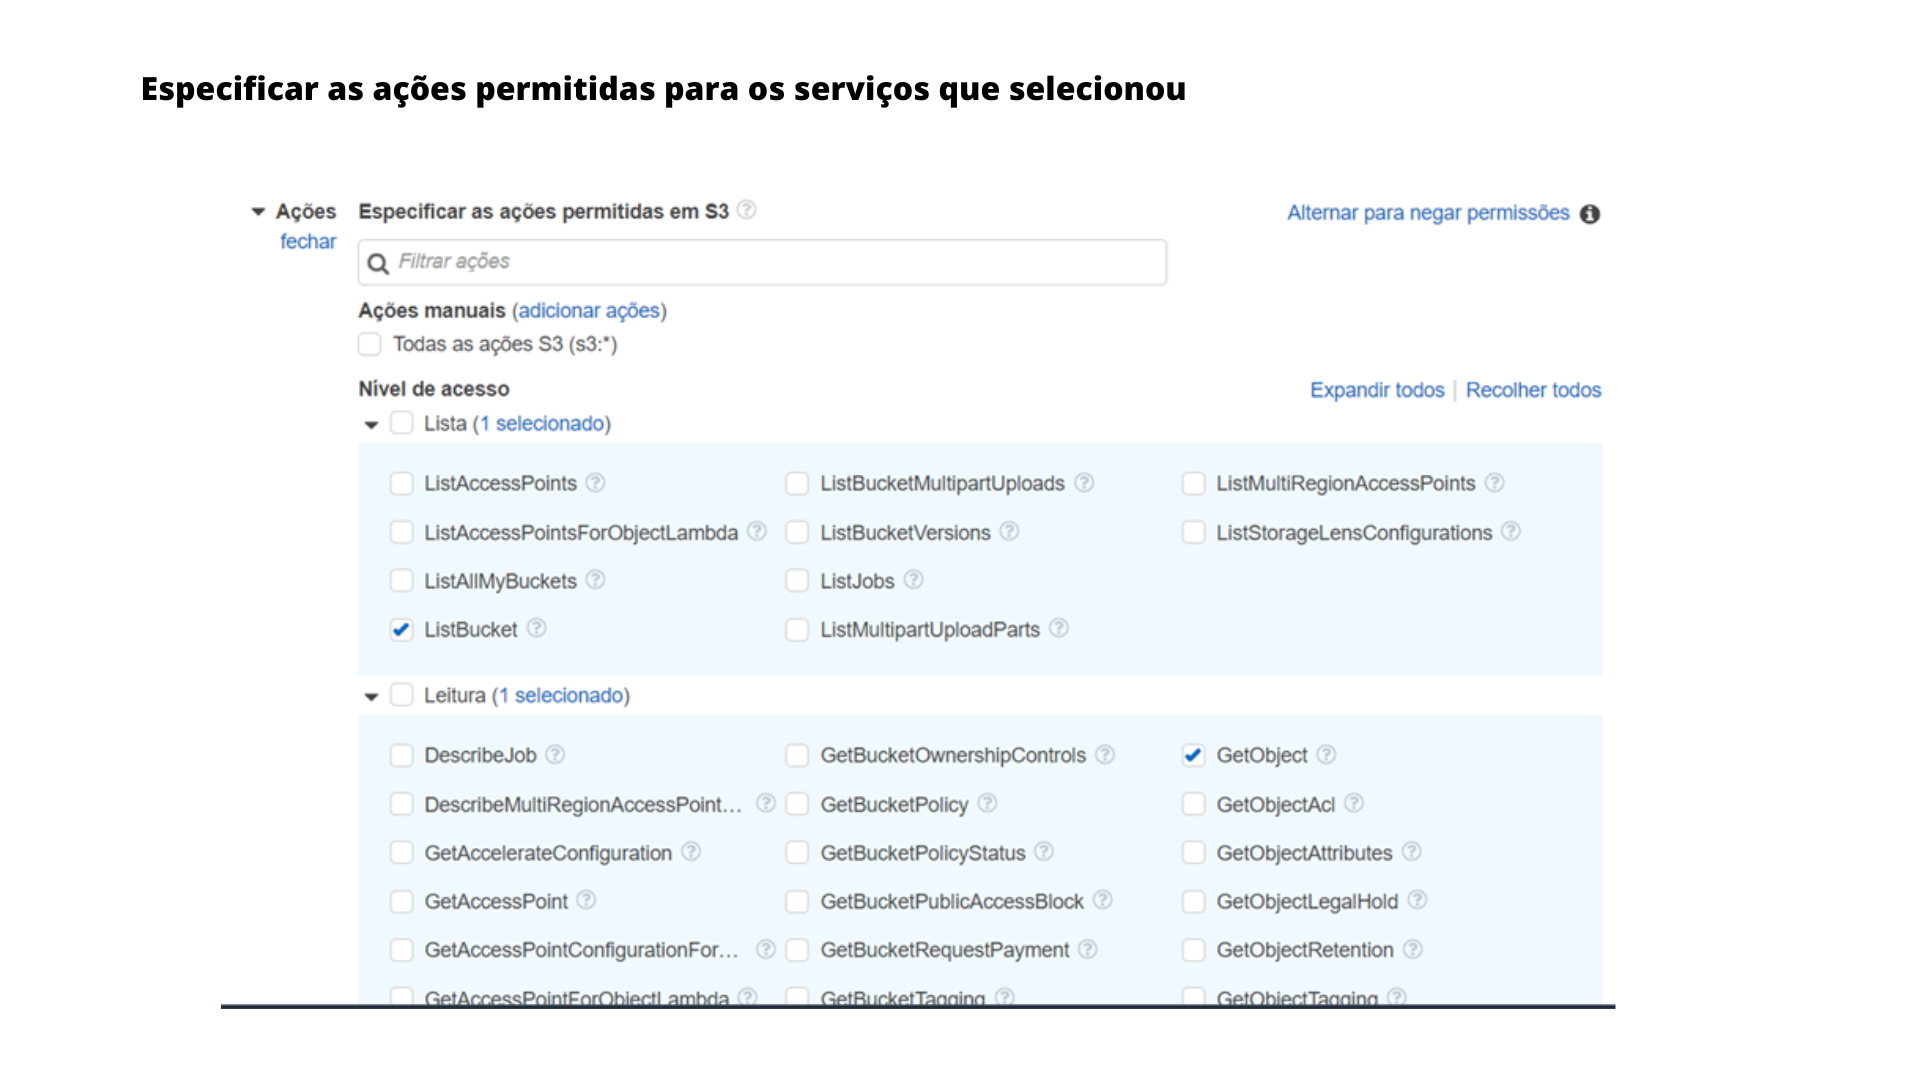 Especificar as ações permitidas para os serviços que selecionou
Ações Especificar as ações permitidas em S3 Alternar para negar permissões
fechar
Filtrar ações
Ações manuais (adicionar ações)
Todas as ações S3 (s3:*)
Nível de acesso Expandir todos | Recolher todos
Lista (1 selecionado)
ListAccessPoints ListBucketMultipartUploads ListMultiRegionAccessPoints
ListAccessPointsForObjectLambda ListBucketVersions ListStorageLensConfigurations
ListAllMyBuckets ListJobs
ListBucket ListMultipartUploadParts
Leitura (1 selecionado)
DescribeJob GetBucketOwnershipControls GetObject
DescribeMultiRegionAccessPoint... GetBucketPolicy GetObjectAcl
GetAccelerateConfiguration GetBucketPolicyStatus GetObjectAttributes
GetAccessPoint GetBucketPublicAccessBlock GetObjectLegalHold
GetAccessPointConfigurationFor... GetBucketRequestPayment GetObjectRetention
GetAccessPointForObjectLambda GetBucketTagging GetObjectTagging